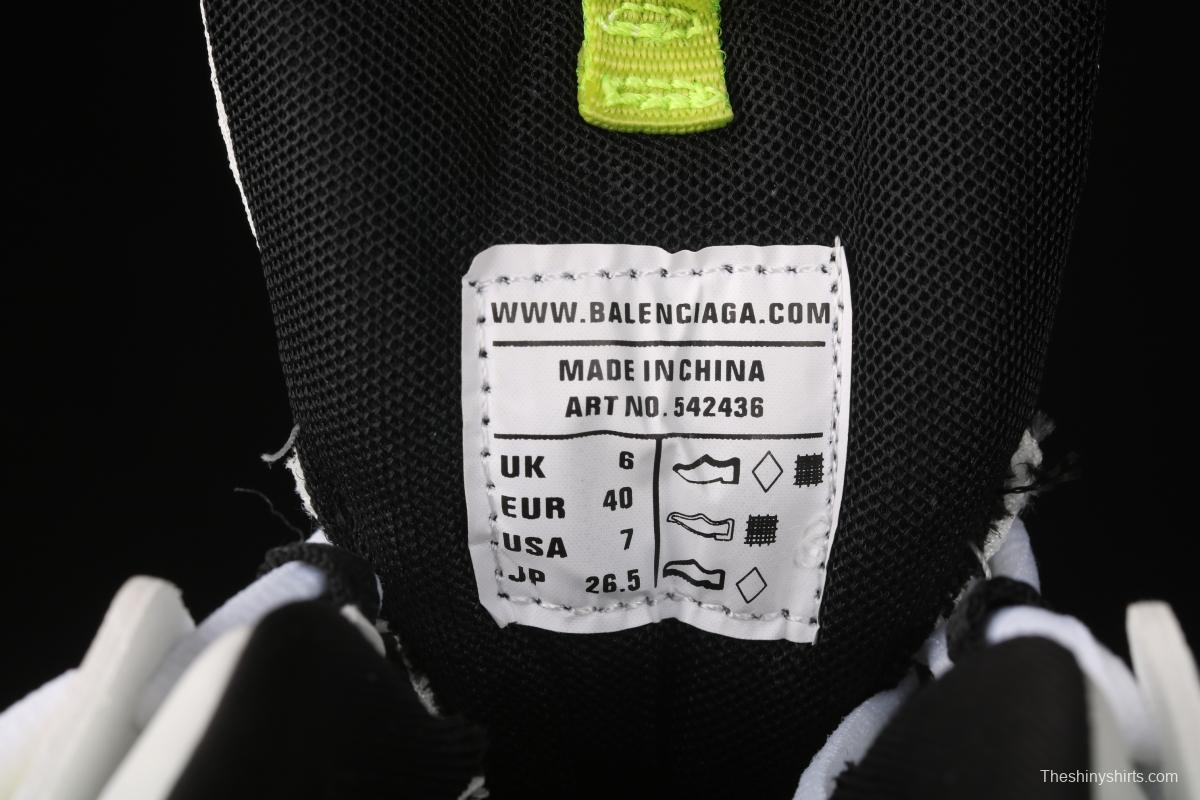 WWW.BALENCIAGA.COM
MADE IN CHINA
ART NO. 542436
UK 6
EUR 40
USA 7
JP 26.5
Theshinyshirts.com